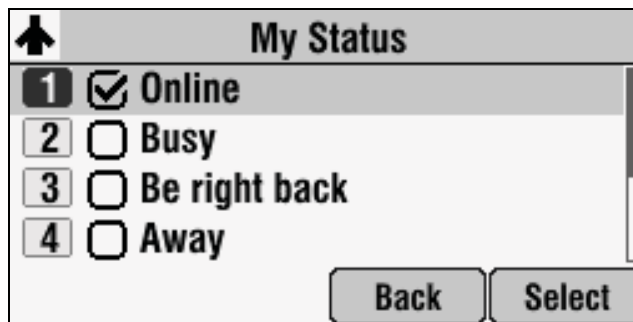 My Status
1 Online
2 Busy
3 Be right back
4 Away
Back Select